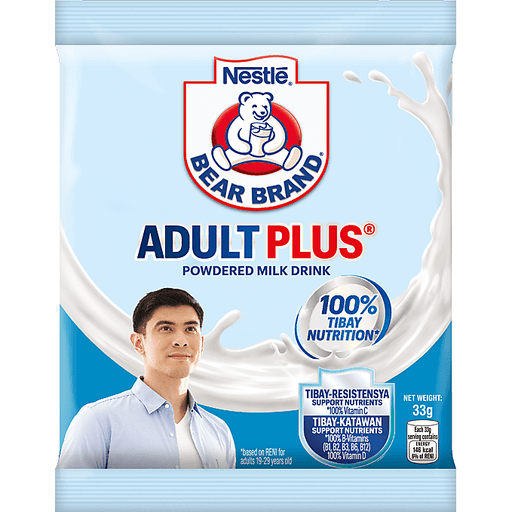 Nestlé®
BEAR BRAND®
ADULT PLUS®
POWDERED MILK DRINK
100%
TIBAY
NUTRITION*
TIBAY-RESISTENSYA
SUPPORT NUTRIENTS
*100% Vitamin C
TIBAY-KATAWAN
SUPPORT NUTRIENTS
*100% B-Vitamins
(B1, B2, B3, B6, B12)
100% Vitamin D
NET WEIGHT:
33g
Each 33g
serving contains
ENERGY
148 kcal
6% of RENI
*based on RENI for
adults 19-29 years old